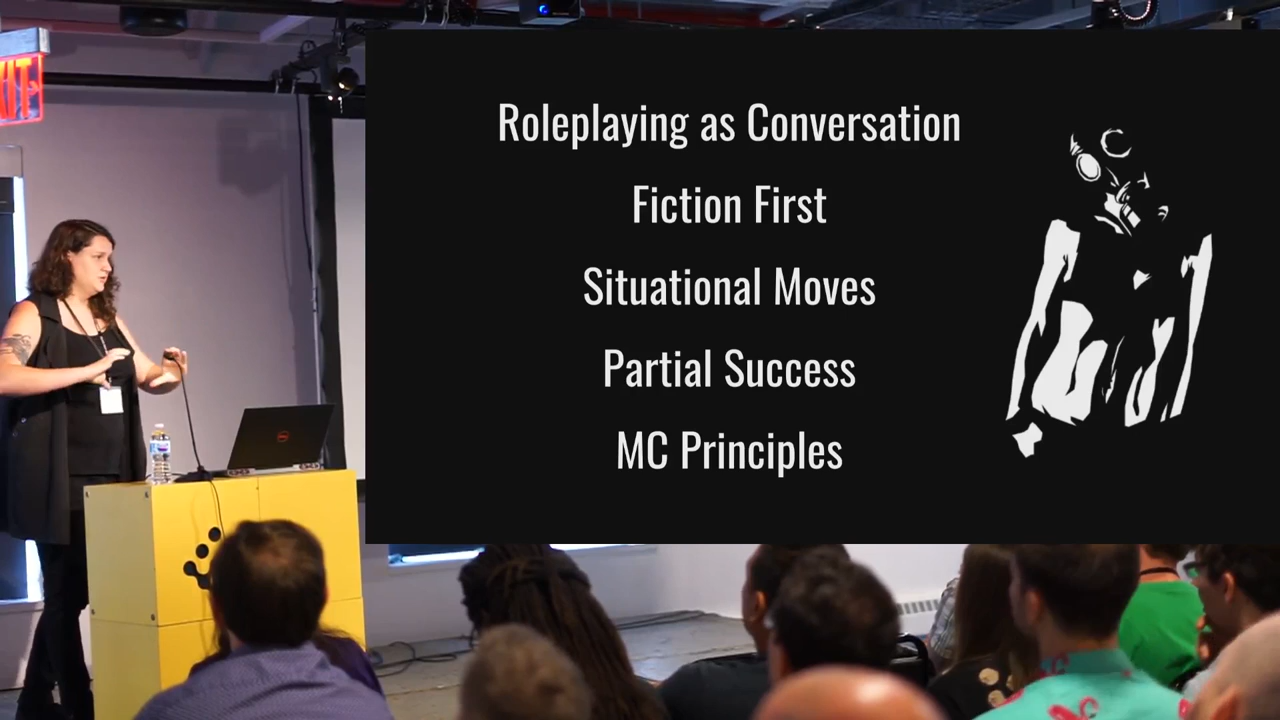 Roleplaying as Conversation
Fiction First
Situational Moves
Partial Success
MC Principles